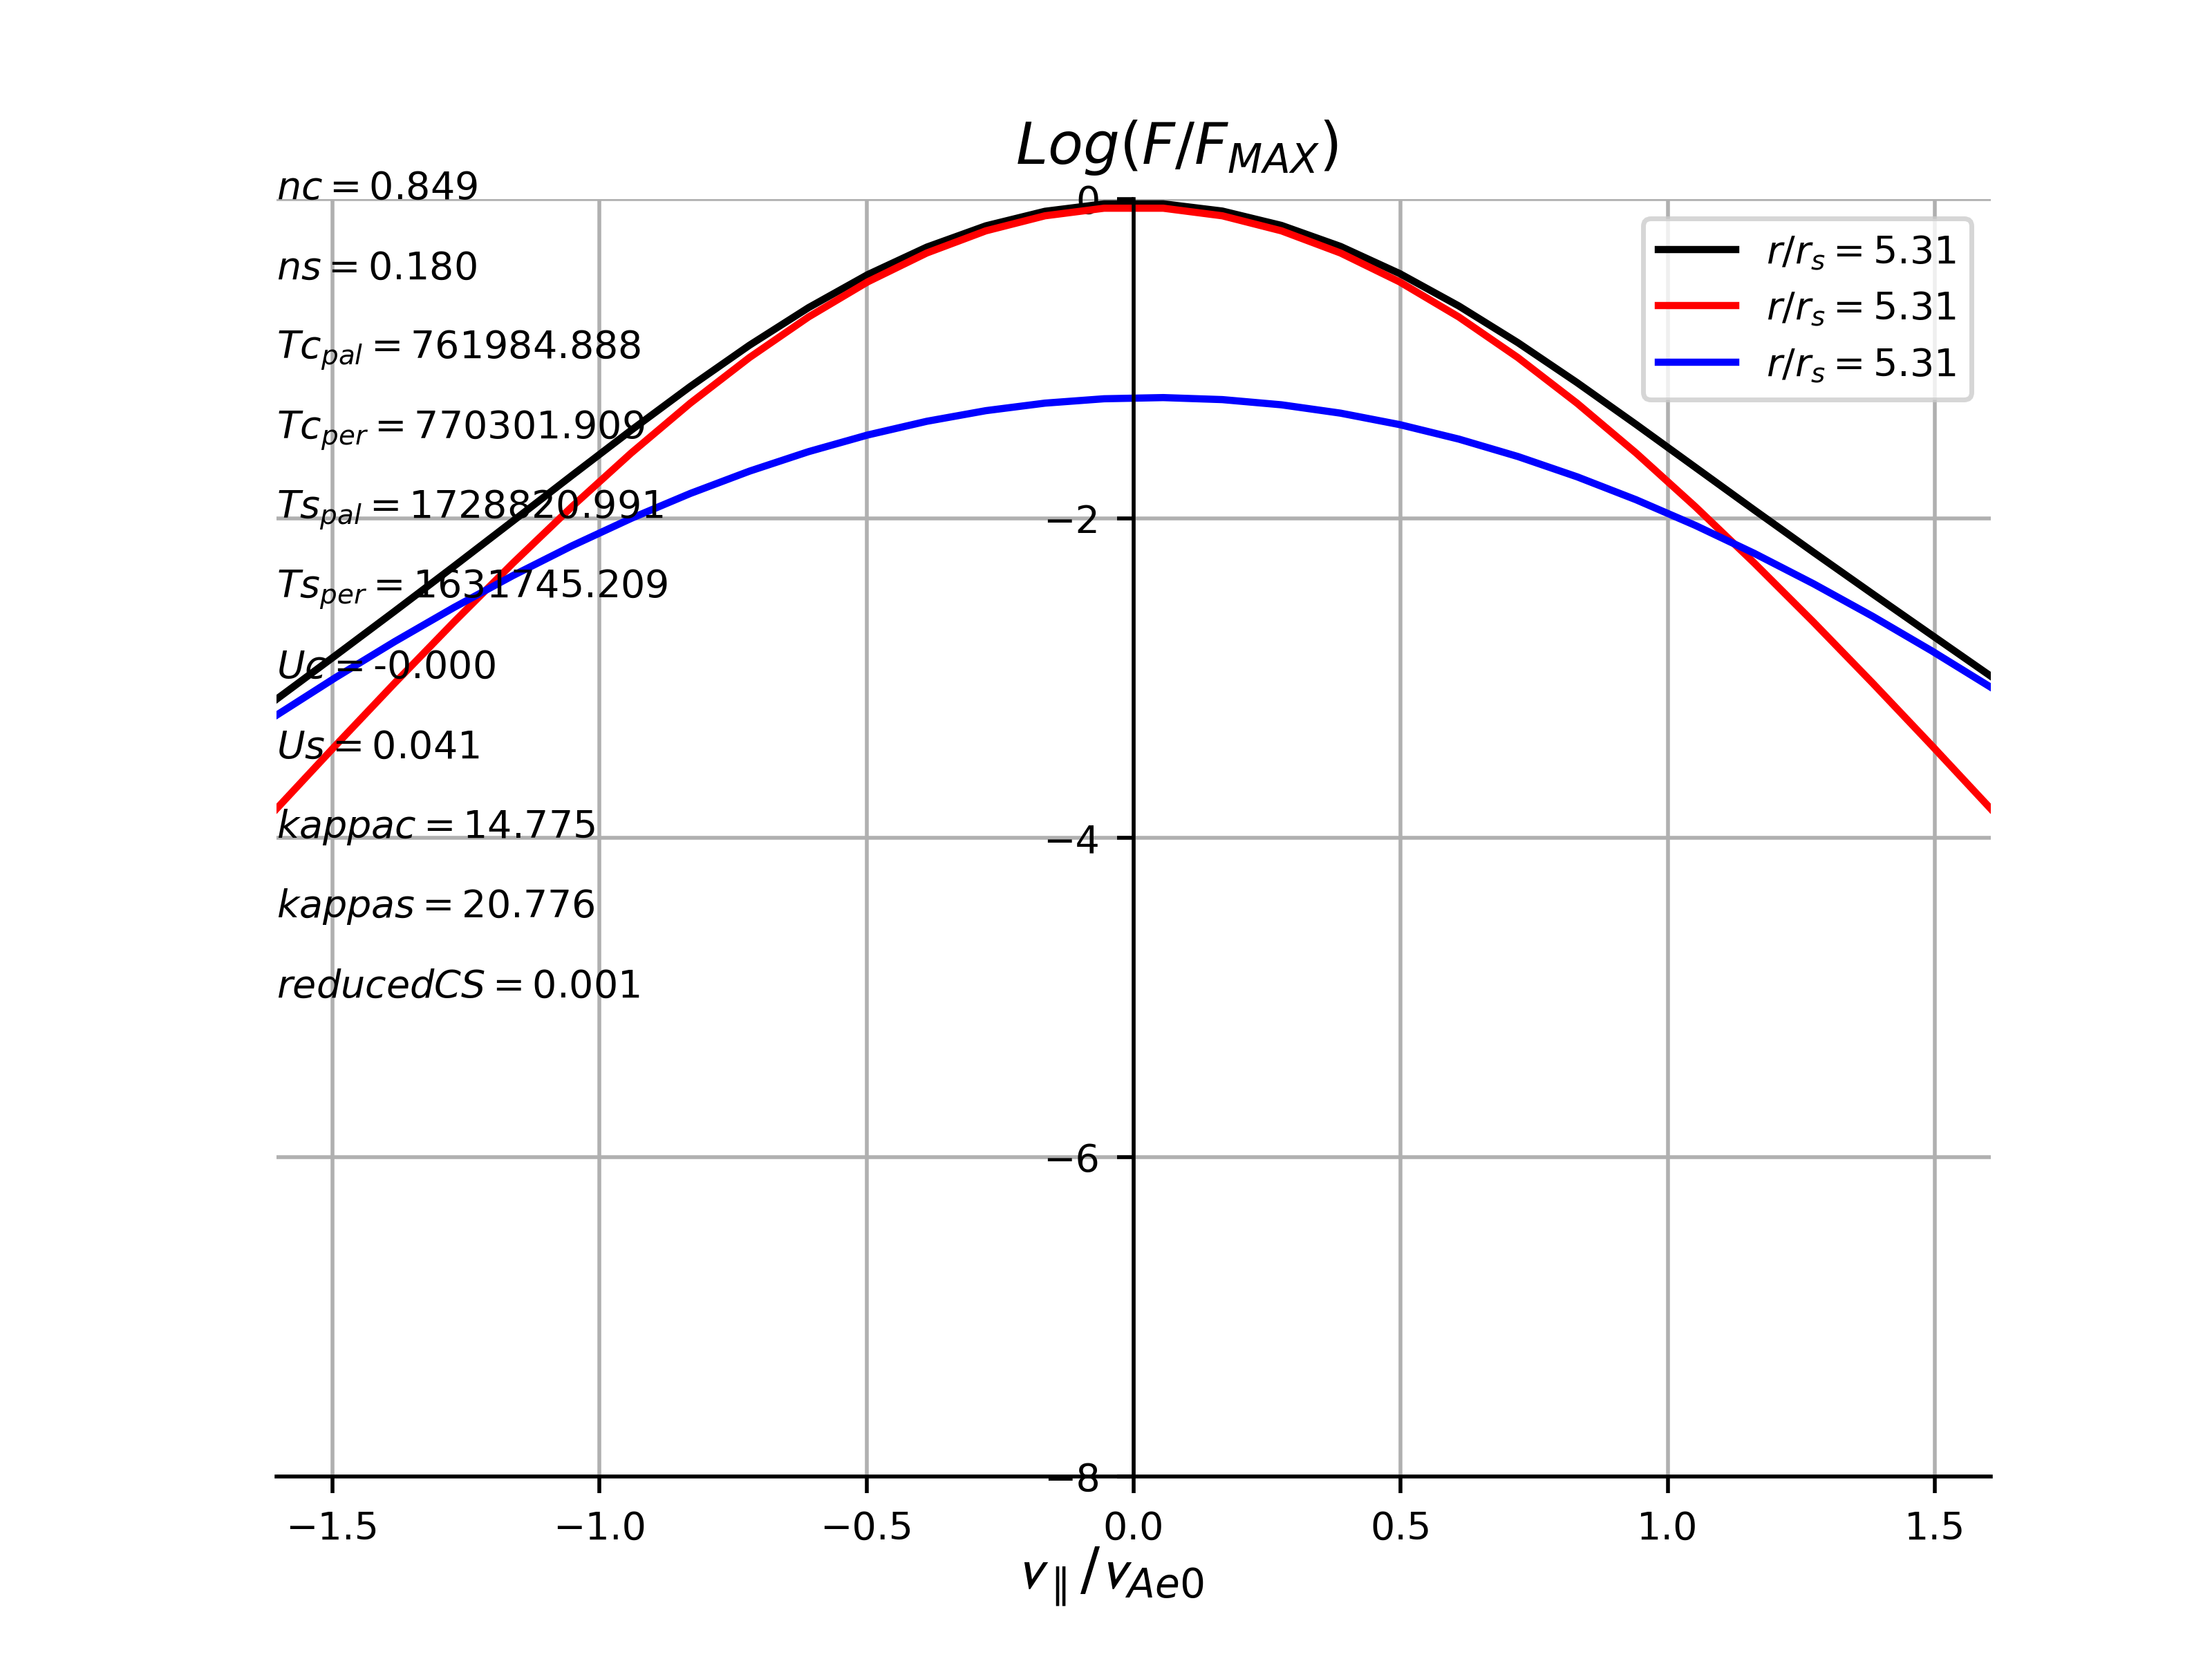 Log(F/F_MAX)
nc = 0.849
ns = 0.180
Tc_pal = 761984.888
Tc_per = 770301.909
Ts_pal = 1728820.991
Ts_per = 1631745.209
Uc = -0.000
Us = 0.041
kappac = 14.775
kappas = 20.776
reducedCS = 0.001
r/r_s = 5.31
r/r_s = 5.31
r/r_s = 5.31
0
−2
−4
−6
−8
−1.5 −1.0 −0.5 0.0 0.5 1.0 1.5
v_∥/v_Ae0